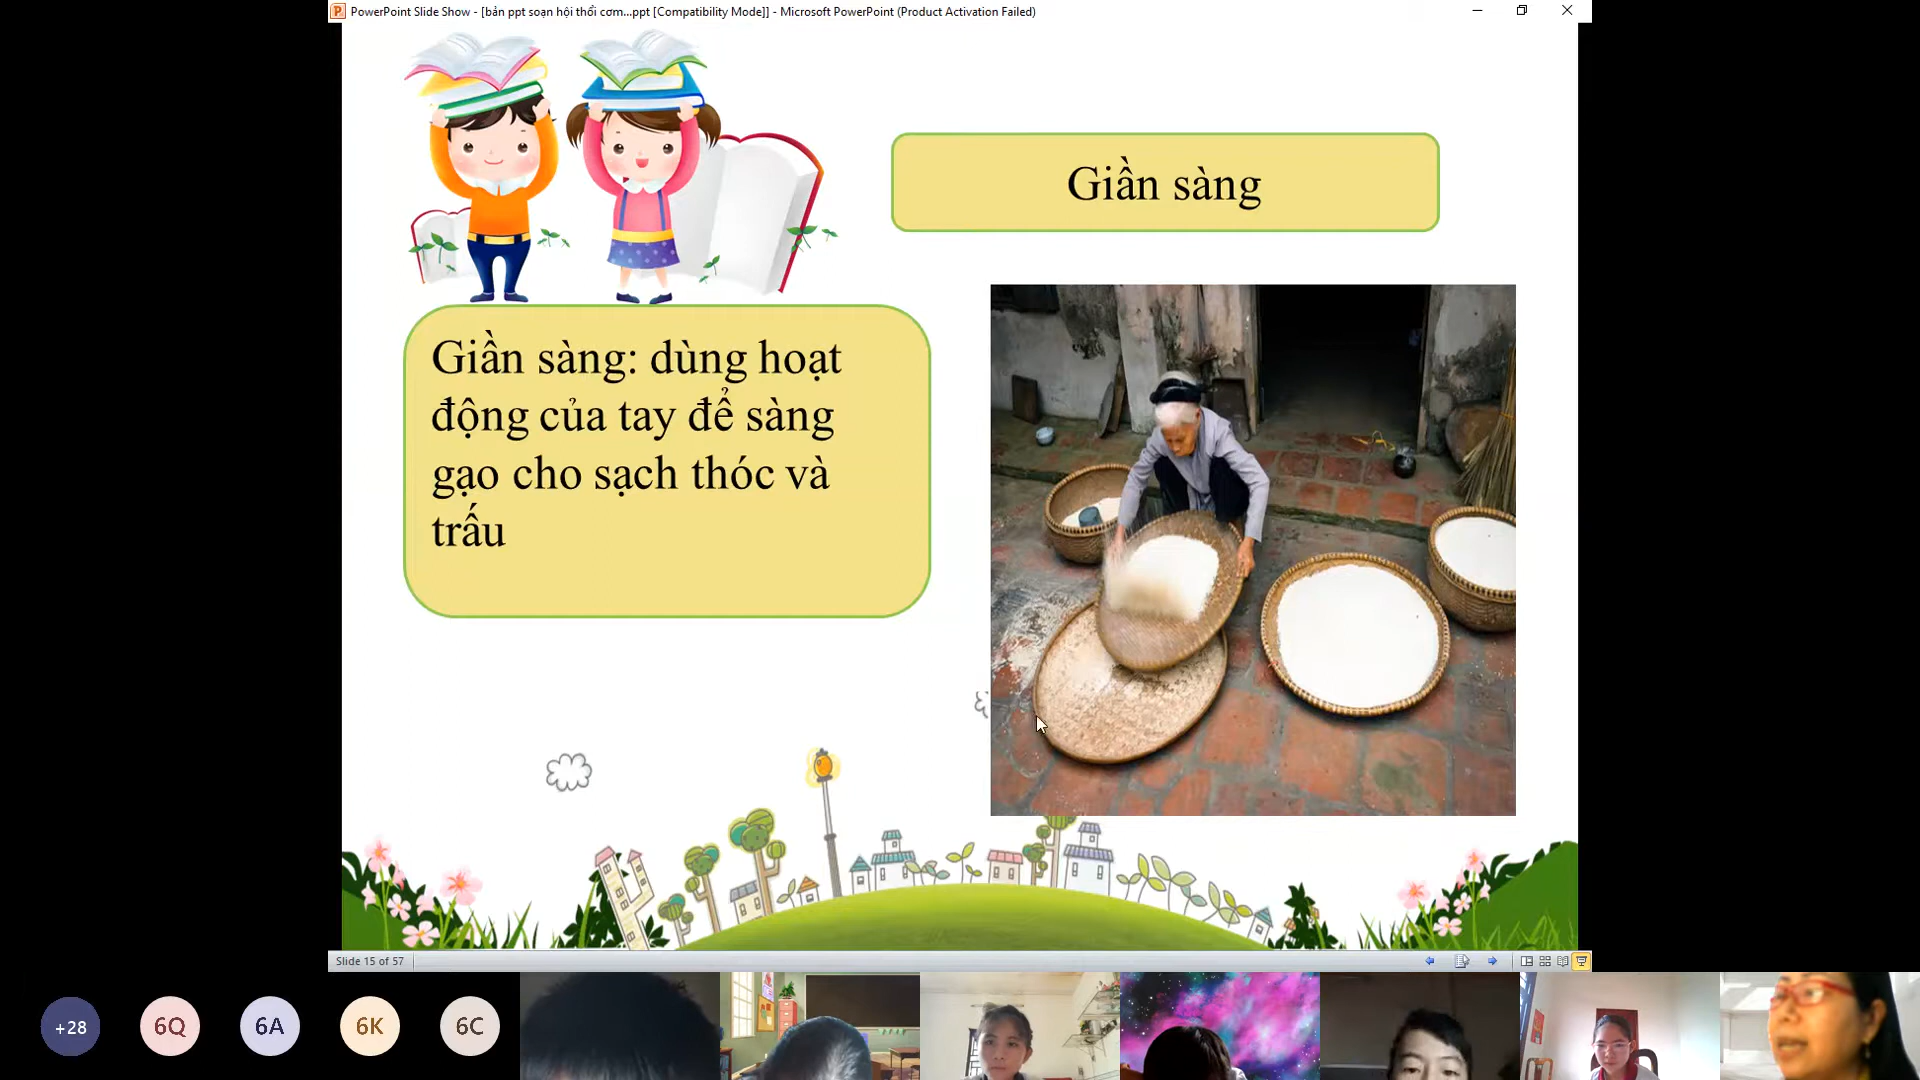 PowerPoint Slide Show - [bản ppt soạn hội thổi cơm...ppt [Compatibility Mode]] - Microsoft PowerPoint (Product Activation Failed)
Giần sàng
Giần sàng: dùng hoạt
động của tay để sàng
gạo cho sạch thóc và
trấu
Slide 15 of 57
+28
6Q
6A
6K
6C